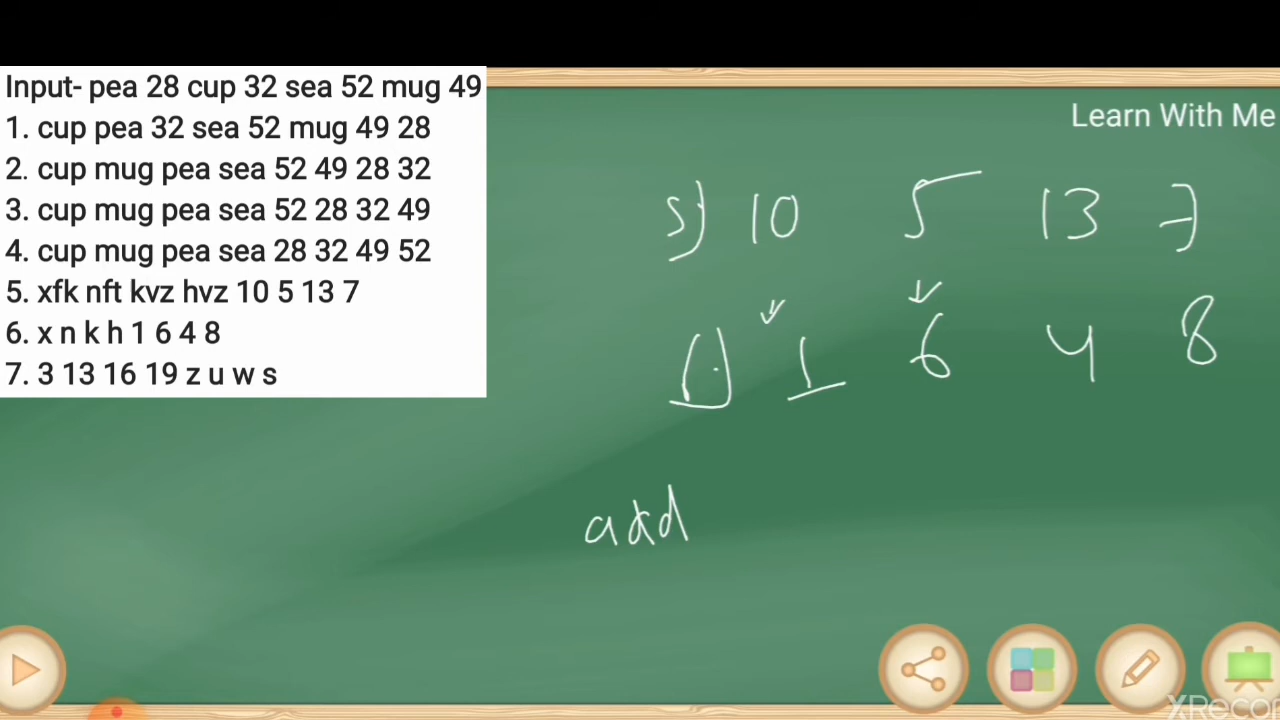 Input- pea 28 cup 32 sea 52 mug 49
1. cup pea 32 sea 52 mug 49 28
2. cup mug pea sea 52 49 28 32
3. cup mug pea sea 52 28 32 49
4. cup mug pea sea 28 32 49 52
5. xfk nft kvz hvz 10 5 13 7
6. x n k h 1 6 4 8
7. 3 13 16 19 z u w s
Learn With Me
5) 10 5 13 7
1 6 4 8
add
XRecor